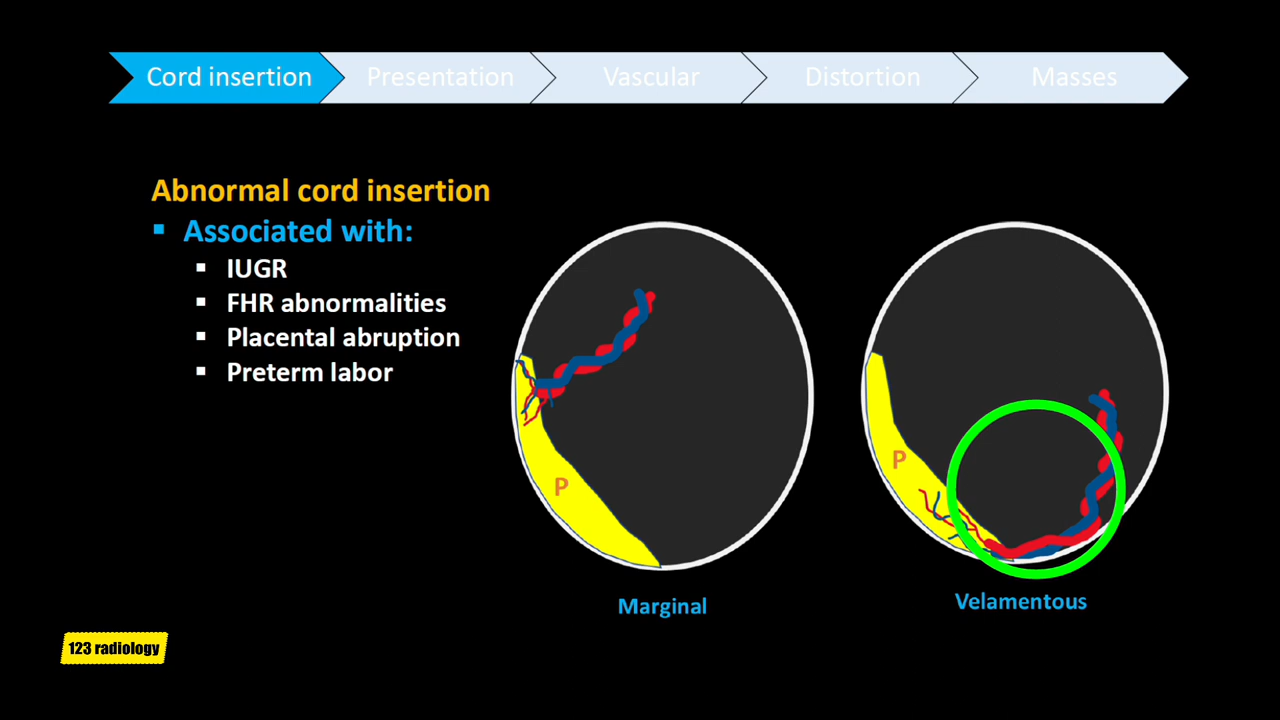 Cord insertion
Presentation
Vascular
Distortion
Masses
Abnormal cord insertion
Associated with:
IUGR
FHR abnormalities
Placental abruption
Preterm labor
P
P
Marginal
Velamentous
123 radiology